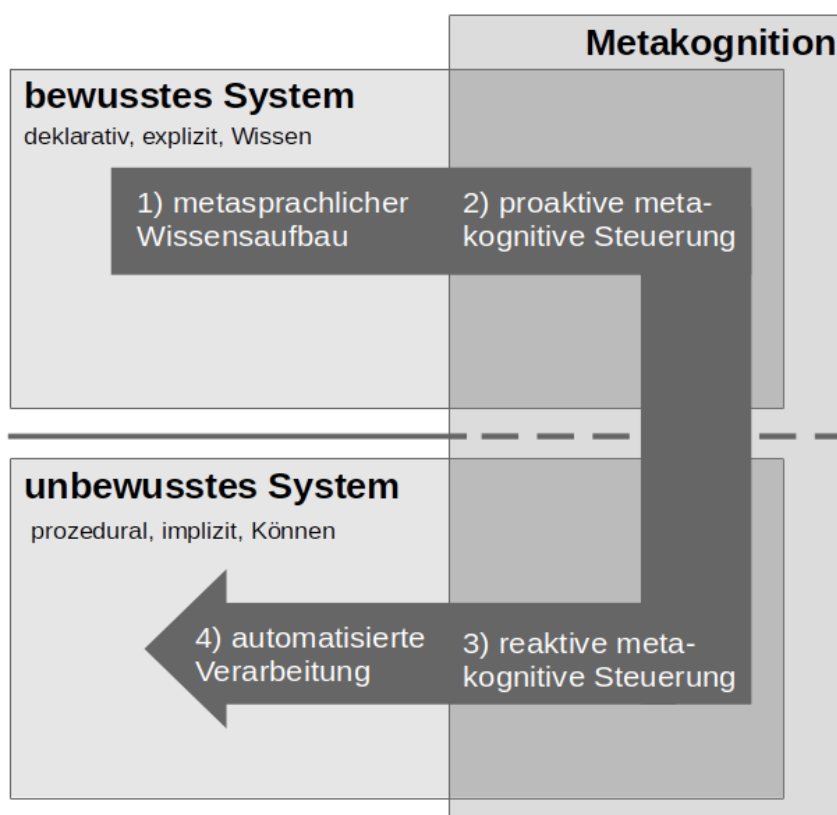 Metakognition
bewusstes System
deklarativ, explizit, Wissen
1) metasprachlicher
Wissensaufbau
2) proaktive meta-
kognitive Steuerung
unbewusstes System
prozedural, implizit, Können
4) automatisierte
Verarbeitung
3) reaktive meta-
kognitive Steuerung